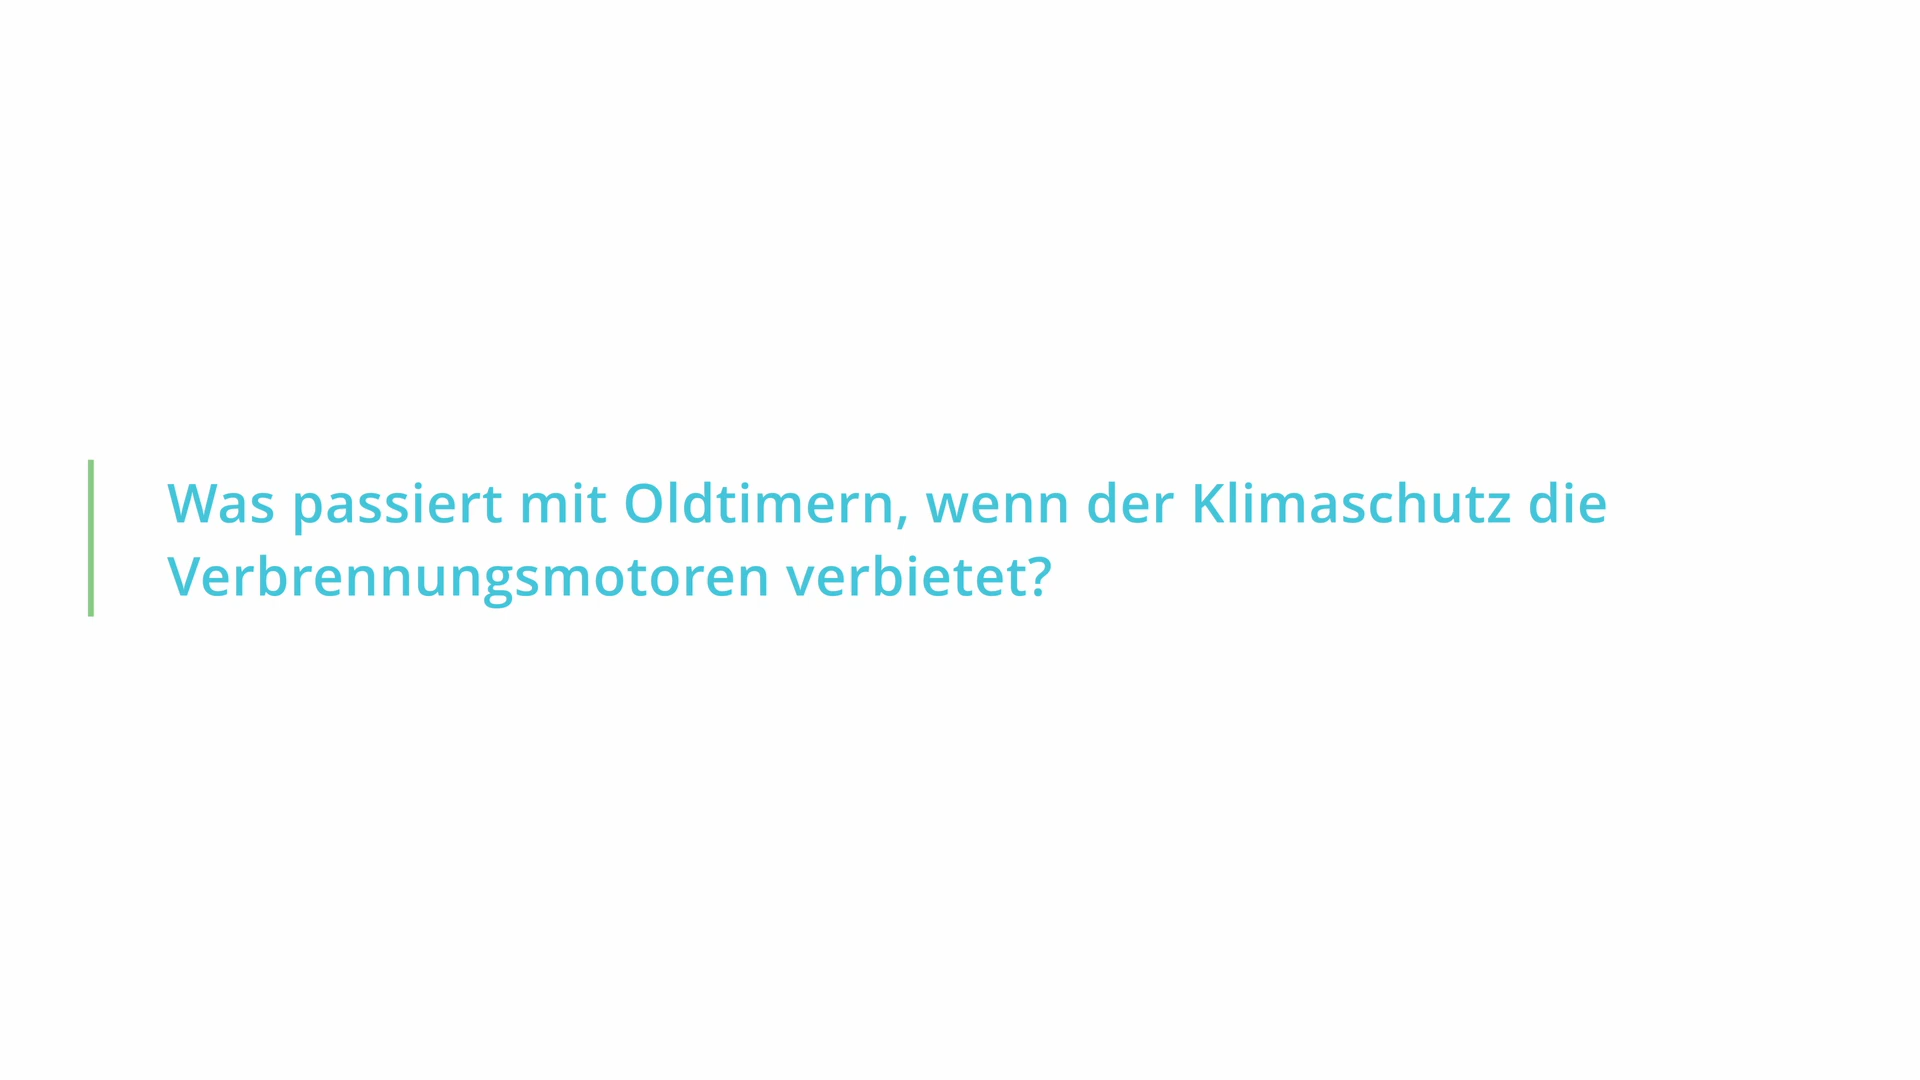 Was passiert mit Oldtimern, wenn der Klimaschutz die
Verbrennungsmotoren verbietet?